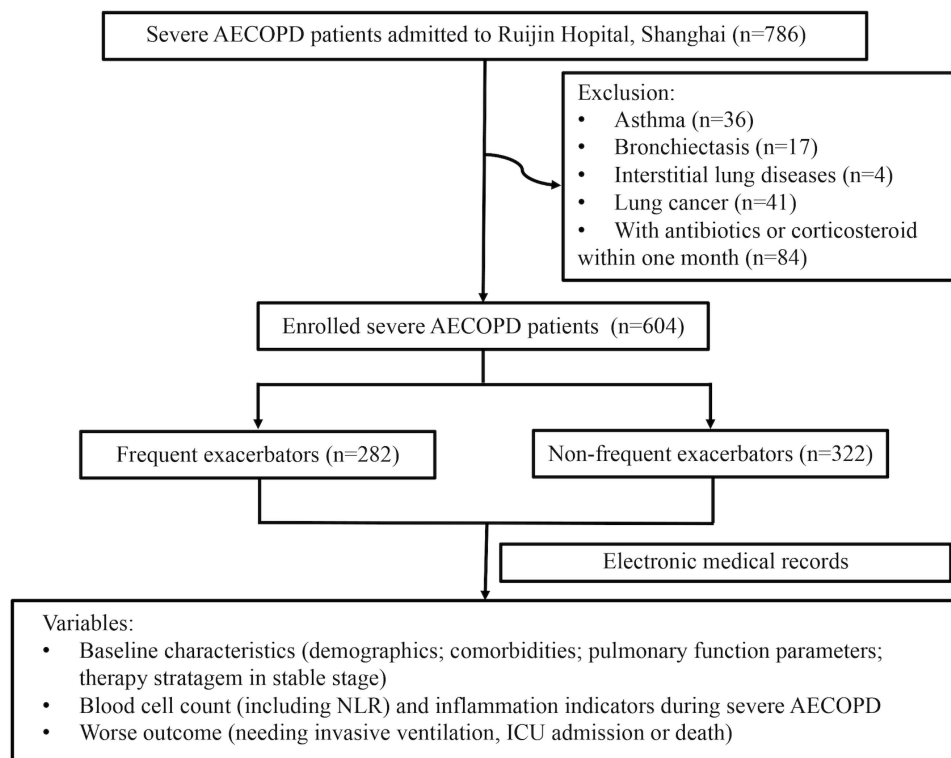 Severe AECOPD patients admitted to Ruijin Hopital, Shanghai (n=786)
Exclusion:
• Asthma (n=36)
• Bronchiectasis (n=17)
• Interstitial lung diseases (n=4)
• Lung cancer (n=41)
• With antibiotics or corticosteroid
within one month (n=84)
Enrolled severe AECOPD patients (n=604)
Frequent exacerbators (n=282)
Non-frequent exacerbators (n=322)
Electronic medical records
Variables:
• Baseline characteristics (demographics; comorbidities; pulmonary function parameters;
therapy stratagem in stable stage)
• Blood cell count (including NLR) and inflammation indicators during severe AECOPD
• Worse outcome (needing invasive ventilation, ICU admission or death)